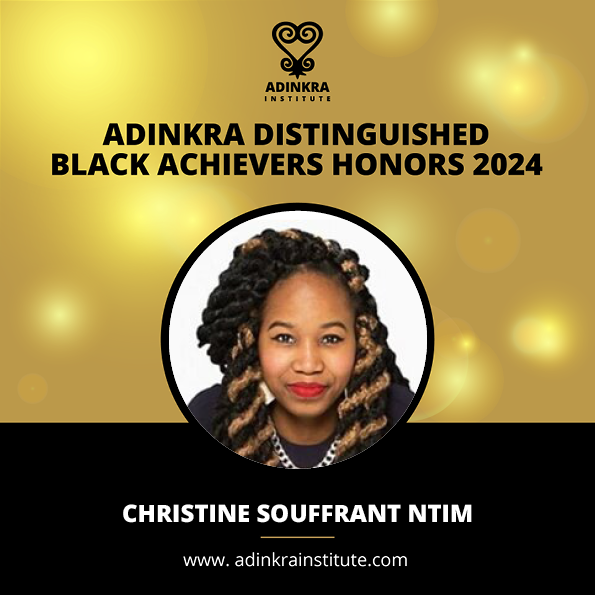 ADINKRA
INSTITUTE
ADINKRA DISTINGUISHED
BLACK ACHIEVERS HONORS 2024
CHRISTINE SOUFFRANT NTIM
www. adinkrainstitute.com